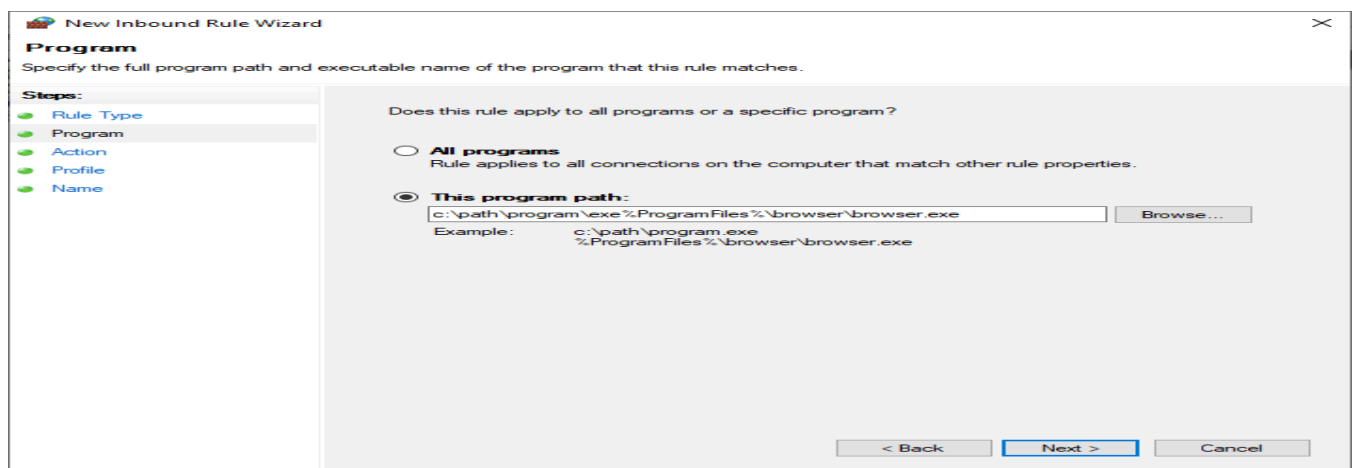 New Inbound Rule Wizard
Program
Specify the full program path and executable name of the program that this rule matches.
Steps:
Rule Type
Program
Action
Profile
Name
Does this rule apply to all programs or a specific program?
All programs
Rule applies to all connections on the computer that match other rule properties.
This program path:
c:\path\program\exe%ProgramFiles%\browser\browser.exe
Browse...
Example: c:\path\program.exe
%ProgramFiles%\browser\browser.exe
< Back Next > Cancel